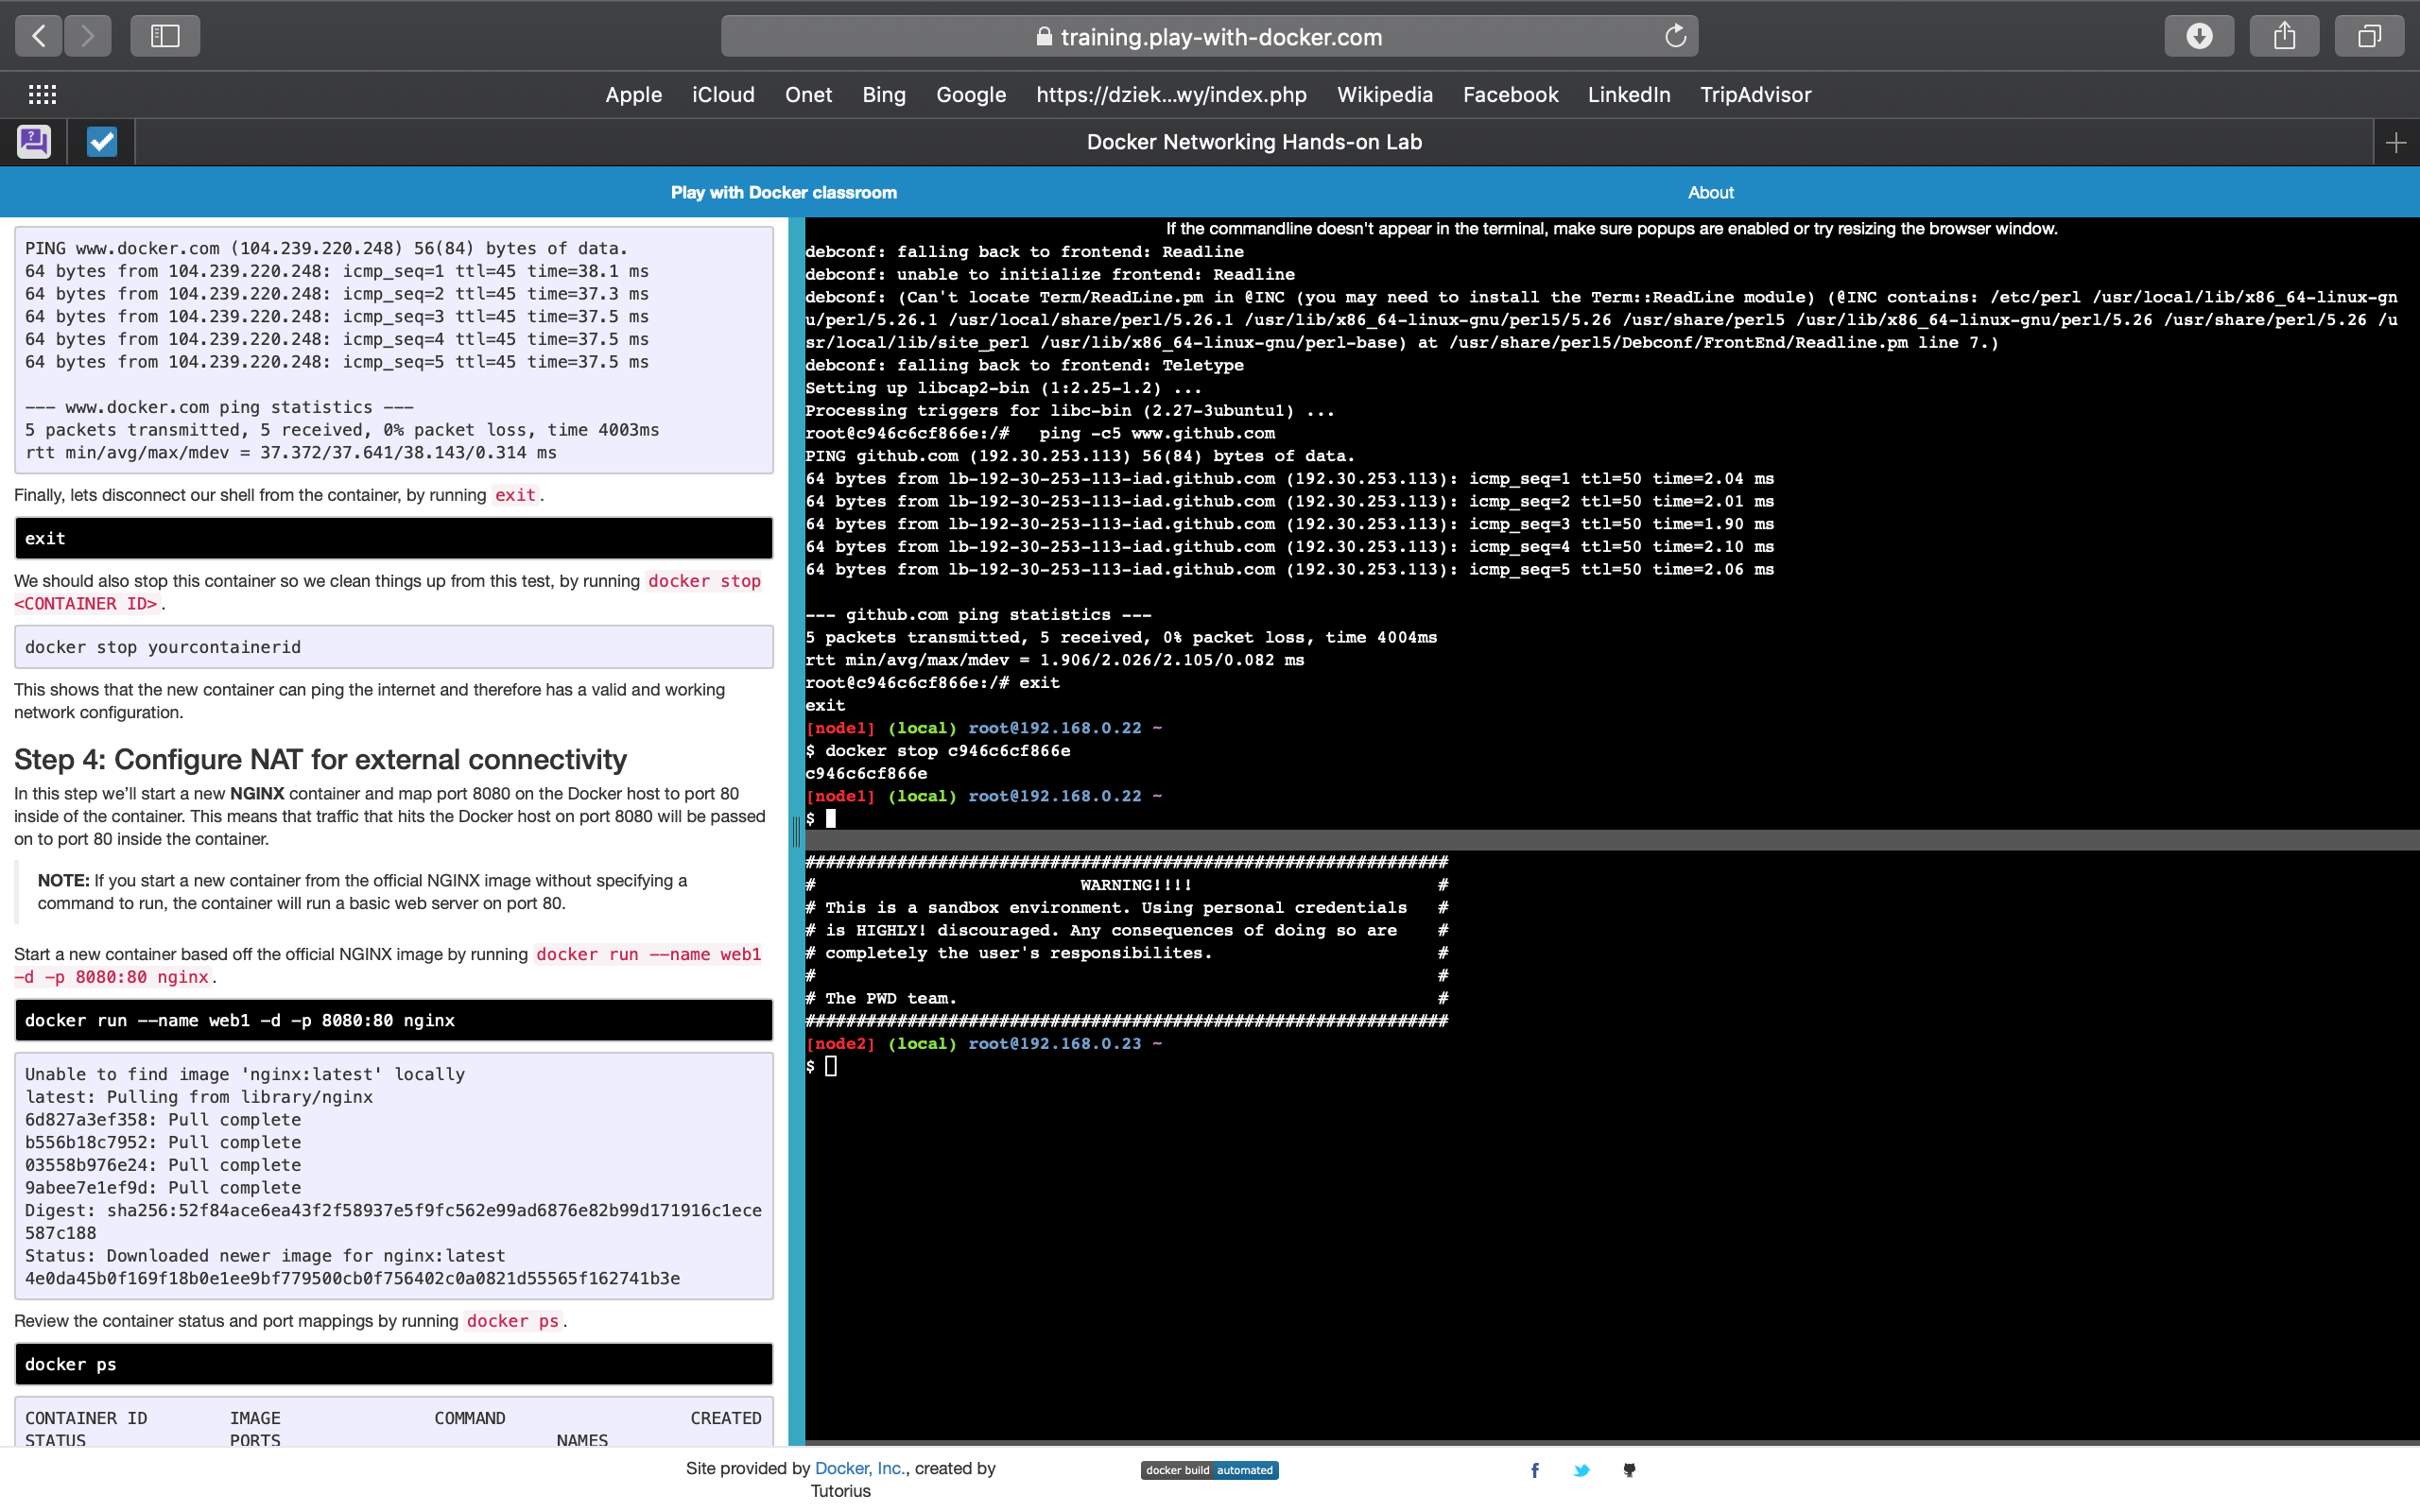 training.play-with-docker.com
Apple iCloud Onet Bing Google https://dziek...wy/index.php Wikipedia Facebook LinkedIn TripAdvisor
Docker Networking Hands-on Lab
Play with Docker classroom
About
PING www.docker.com (104.239.220.248) 56(84) bytes of data.
64 bytes from 104.239.220.248: icmp_seq=1 ttl=45 time=38.1 ms
64 bytes from 104.239.220.248: icmp_seq=2 ttl=45 time=37.3 ms
64 bytes from 104.239.220.248: icmp_seq=3 ttl=45 time=37.5 ms
64 bytes from 104.239.220.248: icmp_seq=4 ttl=45 time=37.5 ms
64 bytes from 104.239.220.248: icmp_seq=5 ttl=45 time=37.5 ms
--- www.docker.com ping statistics ---
5 packets transmitted, 5 received, 0% packet loss, time 4003ms
rtt min/avg/max/mdev = 37.372/37.641/38.143/0.314 ms
Finally, lets disconnect our shell from the container, by running exit.
exit
We should also stop this container so we clean things up from this test, by running docker stop
<CONTAINER ID>.
docker stop yourcontainerid
This shows that the new container can ping the internet and therefore has a valid and working
network configuration.
Step 4: Configure NAT for external connectivity
In this step we'll start a new NGINX container and map port 8080 on the Docker host to port 80
inside of the container. This means that traffic that hits the Docker host on port 8080 will be passed
on to port 80 inside the container.
NOTE: If you start a new container from the official NGINX image without specifying a
command to run, the container will run a basic web server on port 80.
Start a new container based off the official NGINX image by running docker run --name web1
-d -p 8080:80 nginx.
docker run --name web1 -d -p 8080:80 nginx
Unable to find image 'nginx:latest' locally
latest: Pulling from library/nginx
6d827a3ef358: Pull complete
b556b18c7952: Pull complete
03558b976e24: Pull complete
9abee7e1ef9d: Pull complete
Digest: sha256:52f84ace6ea43f2f58937e5f9fc562e99ad6876e82b99d171916c1ece
587c188
Status: Downloaded newer image for nginx:latest
4e0da45b0f169f18b0e1ee9bf779500cb0f756402c0a0821d55565f162741b3e
Review the container status and port mappings by running docker ps.
docker ps
CONTAINER ID IMAGE COMMAND CREATED
STATUS PORTS NAMES
If the commandline doesn't appear in the terminal, make sure popups are enabled or try resizing the browser window.
debconf: falling back to frontend: Readline
debconf: unable to initialize frontend: Readline
debconf: (Can't locate Term/ReadLine.pm in @INC (you may need to install the Term::ReadLine module) (@INC contains: /etc/perl /usr/local/lib/x86_64-linux-gn
u/perl/5.26.1 /usr/local/share/perl/5.26.1 /usr/lib/x86_64-linux-gnu/perl5/5.26 /usr/share/perl5 /usr/lib/x86_64-linux-gnu/perl/5.26 /usr/share/perl/5.26 /u
sr/local/lib/site_perl /usr/lib/x86_64-linux-gnu/perl-base) at /usr/share/perl5/Debconf/FrontEnd/Readline.pm line 7.)
debconf: falling back to frontend: Teletype
Setting up libcap2-bin (1:2.25-1.2) ...
Processing triggers for libc-bin (2.27-3ubuntu1) ...
root@c946c6cf866e:/# ping -c5 www.github.com
PING github.com (192.30.253.113) 56(84) bytes of data.
64 bytes from lb-192-30-253-113-iad.github.com (192.30.253.113): icmp_seq=1 ttl=50 time=2.04 ms
64 bytes from lb-192-30-253-113-iad.github.com (192.30.253.113): icmp_seq=2 ttl=50 time=2.01 ms
64 bytes from lb-192-30-253-113-iad.github.com (192.30.253.113): icmp_seq=3 ttl=50 time=1.90 ms
64 bytes from lb-192-30-253-113-iad.github.com (192.30.253.113): icmp_seq=4 ttl=50 time=2.10 ms
64 bytes from lb-192-30-253-113-iad.github.com (192.30.253.113): icmp_seq=5 ttl=50 time=2.06 ms
--- github.com ping statistics ---
5 packets transmitted, 5 received, 0% packet loss, time 4004ms
rtt min/avg/max/mdev = 1.906/2.026/2.105/0.082 ms
root@c946c6cf866e:/# exit
exit
[node1] (local) root@192.168.0.22 ~
$ docker stop c946c6cf866e
c946c6cf866e
[node1] (local) root@192.168.0.22 ~
$
###############################################################
# WARNING!!!! #
# This is a sandbox environment. Using personal credentials #
# is HIGHLY! discouraged. Any consequences of doing so are #
# completely the user's responsibilites. #
# #
# The PWD team. #
###############################################################
[node2] (local) root@192.168.0.23 ~
$
Site provided by Docker, Inc., created by
Tutorius
docker build automated